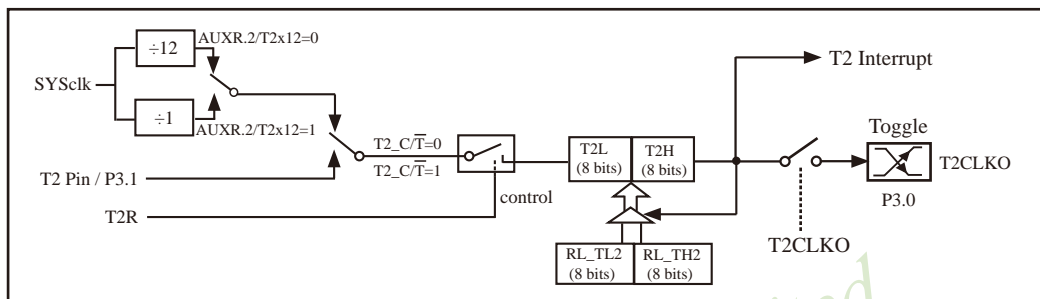 ÷12
AUXR.2/T2x12=0
SYSclk
÷1
AUXR.2/T2x12=1
T2 Interrupt
Toggle
T2_C/T̅=0
T2_C/T̅=1
T2L
(8 bits)
T2H
(8 bits)
T2CLKO
P3.0
T2 Pin / P3.1
control
T2R
T2CLKO
RL_TL2
(8 bits)
RL_TH2
(8 bits)